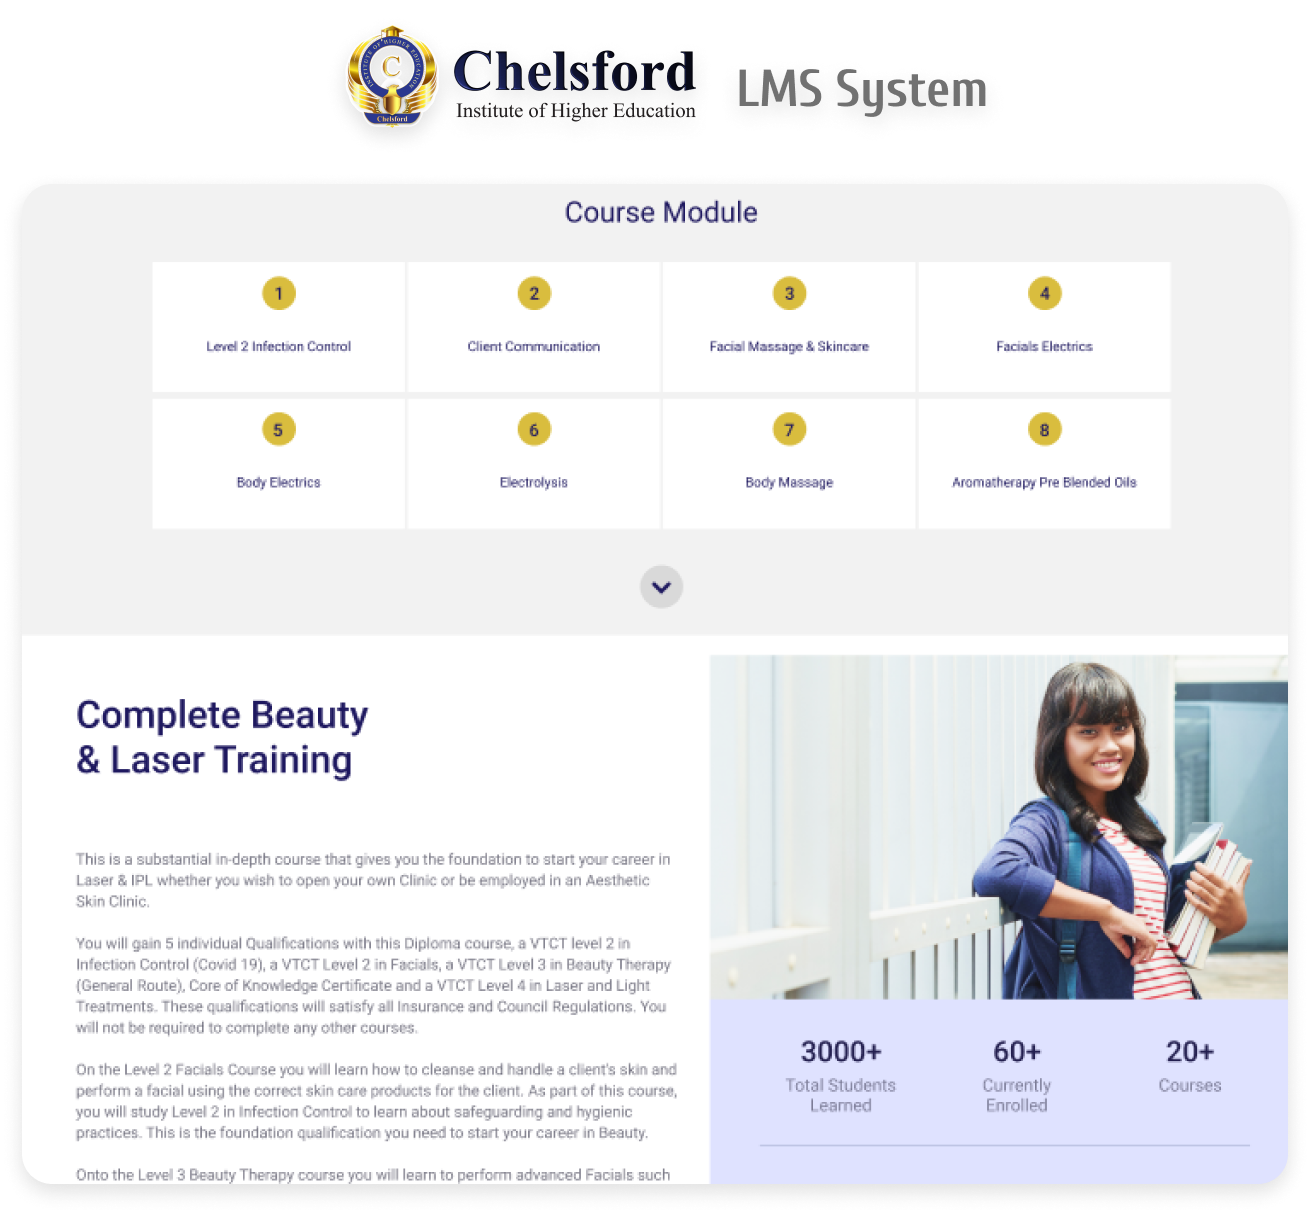 INSTITUTE OF HIGHER EDUCATION
C
Chelsford
Chelsford
Institute of Higher Education
LMS System
Course Module
1
2
3
4
Level 2 Infection Control
Client Communication
Facial Massage & Skincare
Facials Electrics
5
6
7
8
Body Electrics
Electrolysis
Body Massage
Aromatherapy Pre Blended Oils
Complete Beauty
& Laser Training
This is a substantial in-depth course that gives you the foundation to start your career in
Laser & IPL whether you wish to open your own Clinic or be employed in an Aesthetic
Skin Clinic.
You will gain 5 individual Qualifications with this Diploma course, a VTCT level 2 in
Infection Control (Covid 19), a VTCT Level 2 in Facials, a VTCT Level 3 in Beauty Therapy
(General Route), Core of Knowledge Certificate and a VTCT Level 4 in Laser and Light
Treatments. These qualifications will satisfy all Insurance and Council Regulations. You
will not be required to complete any other courses.
On the Level 2 Facials Course you will learn how to cleanse and handle a client's skin and
perform a facial using the correct skin care products for the client. As part of this course,
you will study Level 2 in Infection Control to learn about safeguarding and hygienic
practices. This is the foundation qualification you need to start your career in Beauty.
Onto the Level 3 Beauty Therapy course you will learn to perform advanced Facials such
3000+
60+
20+
Total Students
Learned
Currently
Enrolled
Courses